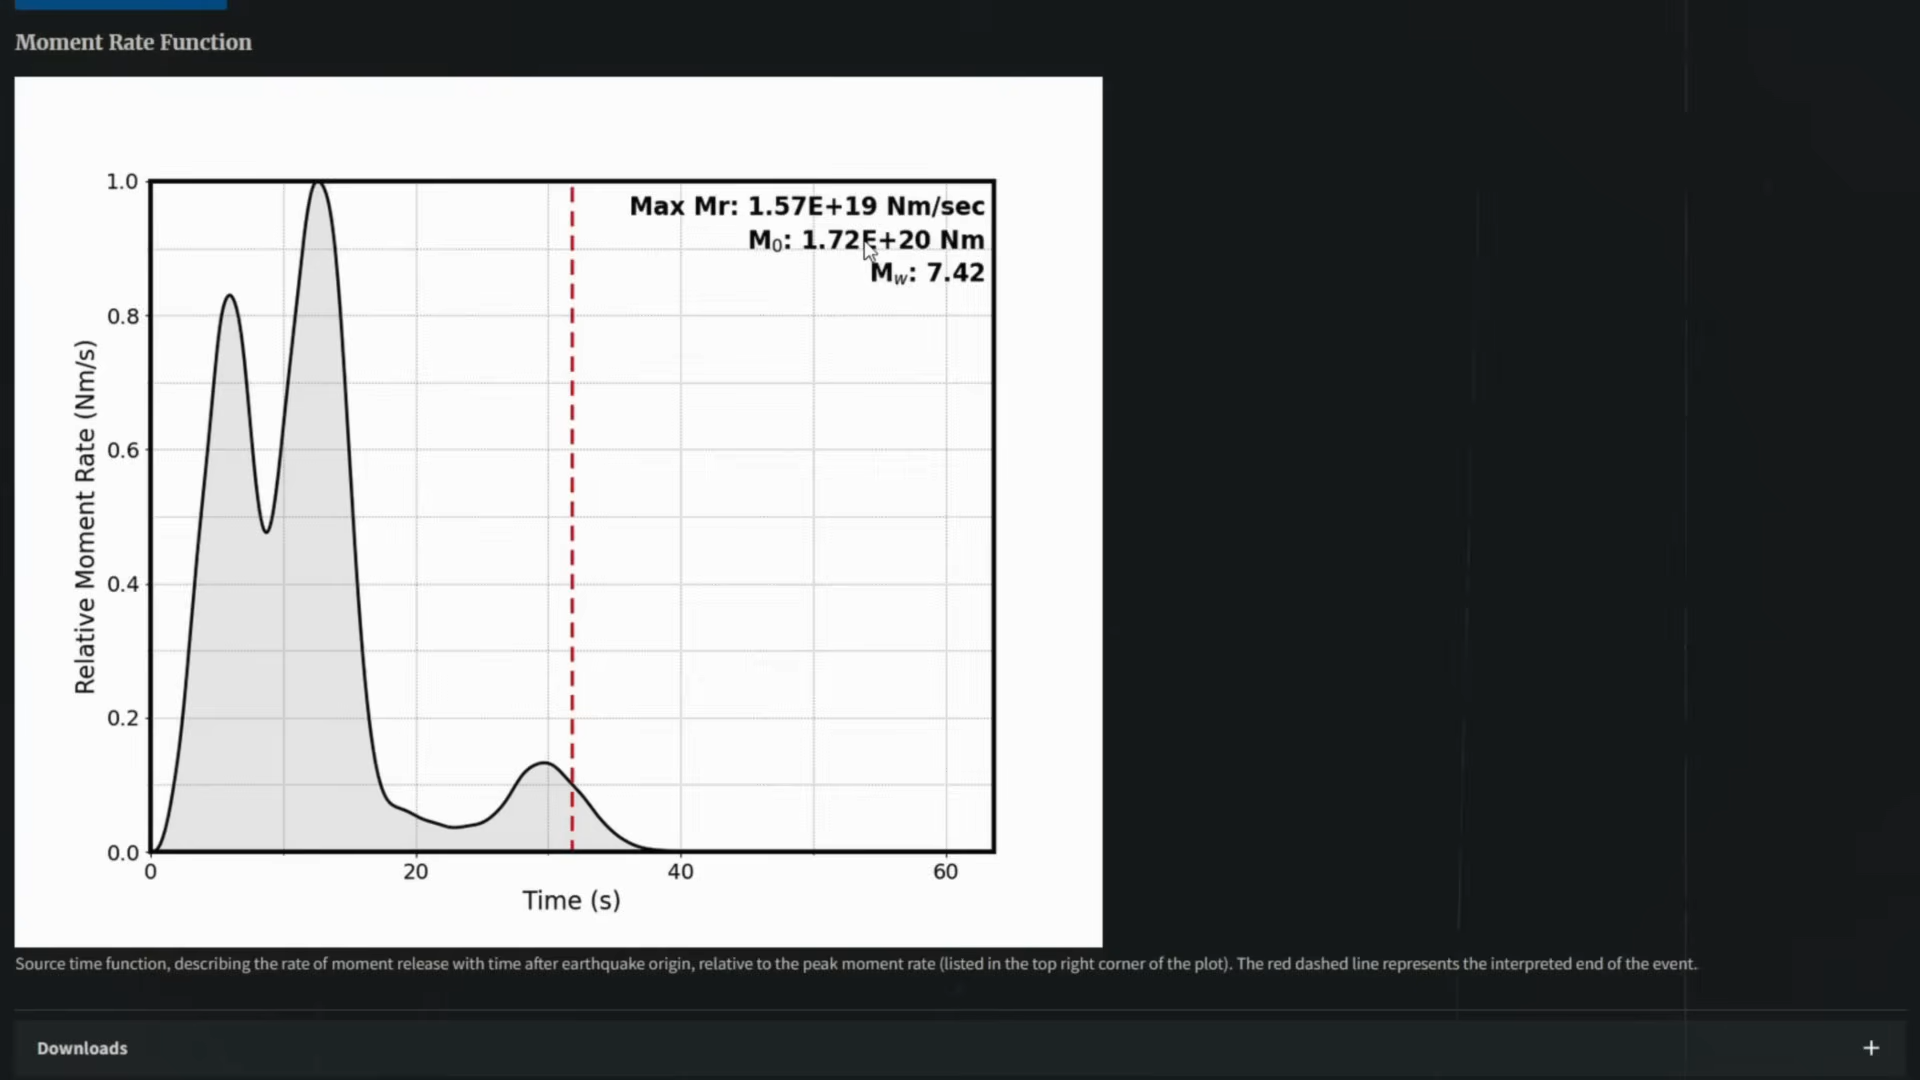 Moment Rate Function
Max Mr: 1.57E+19 Nm/sec
M₀: 1.72E+20 Nm
Mw: 7.42
Relative Moment Rate (Nm/s)
1.0
0.8
0.6
0.4
0.2
0.0
0 20 40 60
Time (s)
Source time function, describing the rate of moment release with time after earthquake origin, relative to the peak moment rate (listed in the top right corner of the plot). The red dashed line represents the interpreted end of the event.
Downloads +